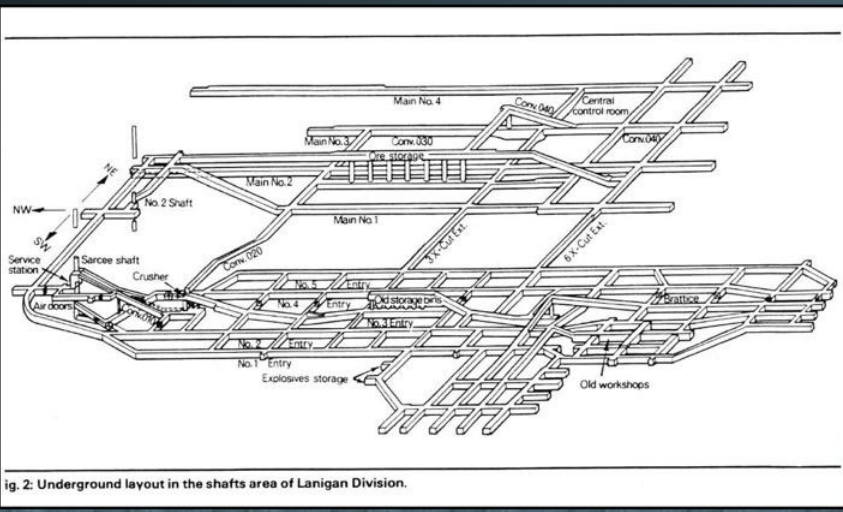 Main No. 4
Conv. 040
Central
control room
Main No. 3
Conv. 030
Conv. 040
Ore storage
NE
Main No. 2
NW
No. 2 Shaft
Main No. 1
SW
3 X-Cut Ext.
6 X-Cut Ext.
Service
station
Sarcee shaft
Conv. 020
Crusher
No. 5 Entry
Air doors
No. 4 Entry
Old storage bins
Brattice
No. 3 Entry
No. 2 Entry
No. 1 Entry
Explosives storage
Old workshops
ig. 2: Underground layout in the shafts area of Lanigan Division.